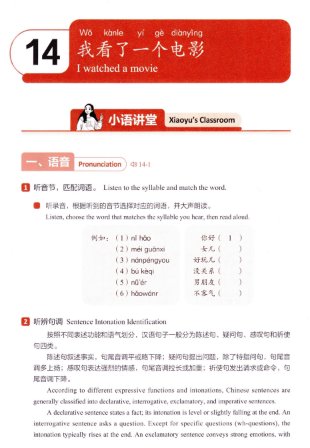 14
Wǒ kànle yí gè diànyǐng
我看了一个电影
I watched a movie
小语讲堂 Xiaoyu's Classroom
一、语音 Pronunciation 14-1
1 听音节，匹配词语。 Listen to the syllable and match the word.
听录音，根据听到的音节选择对应的词语，并大声朗读。
Listen, choose the word that matches the syllable you hear, then read aloud.
例如：（1）nǐ hǎo 你好（ 1 ）
（2）méi guānxi 女儿（ ）
（3）nánpéngyou 好玩儿（ ）
（4）bú kèqi 没关系（ ）
（5）nǚ'ér 男朋友（ ）
（6）hǎowánr 不客气（ ）
2 听辨句调 Sentence Intonation Identification
按照不同表述功能和语气划分，汉语句子一般分为陈述句、疑问句、感叹句和祈使
句四类。
陈述句叙述事实，句尾音调平或略下降；疑问句提出问题，除了特指问句，句尾音
调多上扬；感叹句表达强烈的情感，句尾音调拉长或加重；祈使句发出请求或命令，句
尾音调下降。
According to different expressive functions and intonations, Chinese sentences are
generally classified into declarative, interrogative, exclamatory, and imperative sentences.
A declarative sentence states a fact; its intonation is level or slightly falling at the end. An
interrogative sentence asks a question. Except for specific questions (wh-questions), the
intonation typically rises at the end. An exclamatory sentence conveys strong emotions, with